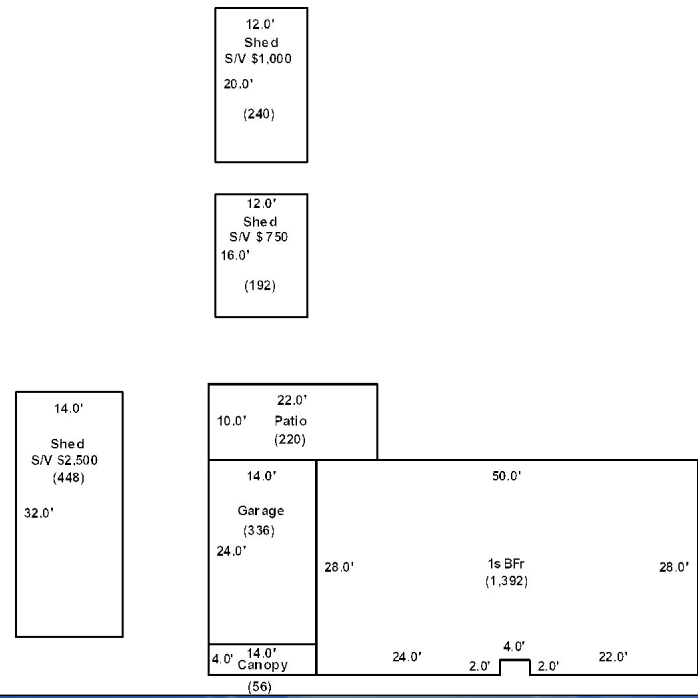 12.0'
Shed
S/V $1,000
20.0'
(240)
12.0'
Shed
S/V $750
16.0'
(192)
14.0'
Shed
S/V $2,500
(448)
32.0'
22.0'
10.0' Patio
(220)
14.0'
Garage
(336)
24.0'
50.0'
28.0'
1s BFr
(1,392)
28.0'
4.0'
24.0'
2.0'
2.0'
22.0'
14.0'
4.0' Canopy
(56)